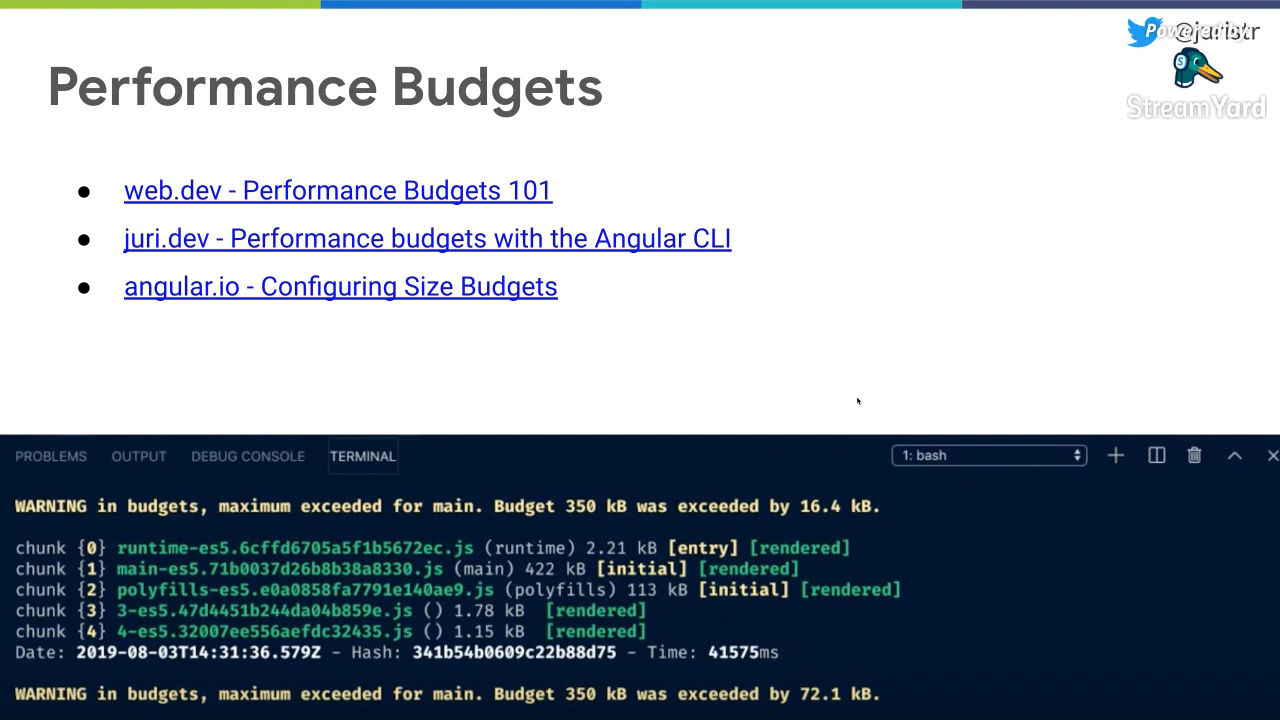 Powered by
@juristr
StreamYard
Performance Budgets
● web.dev - Performance Budgets 101
● juri.dev - Performance budgets with the Angular CLI
● angular.io - Configuring Size Budgets
PROBLEMS OUTPUT DEBUG CONSOLE TERMINAL 1: bash
WARNING in budgets, maximum exceeded for main. Budget 350 kB was exceeded by 16.4 kB.
chunk {0} runtime-es5.6cffd6705a5f1b5672ec.js (runtime) 2.21 kB [entry] [rendered]
chunk {1} main-es5.71b0037d26b8b38a8330.js (main) 422 kB [initial] [rendered]
chunk {2} polyfills-es5.e0a0858fa7791e140ae9.js (polyfills) 113 kB [initial] [rendered]
chunk {3} 3-es5.47d4451b244da04b859e.js () 1.78 kB [rendered]
chunk {4} 4-es5.32007ee556aefdc32435.js () 1.15 kB [rendered]
Date: 2019-08-03T14:31:36.579Z - Hash: 341b54b0609c22b88d75 - Time: 41575ms
WARNING in budgets, maximum exceeded for main. Budget 350 kB was exceeded by 72.1 kB.